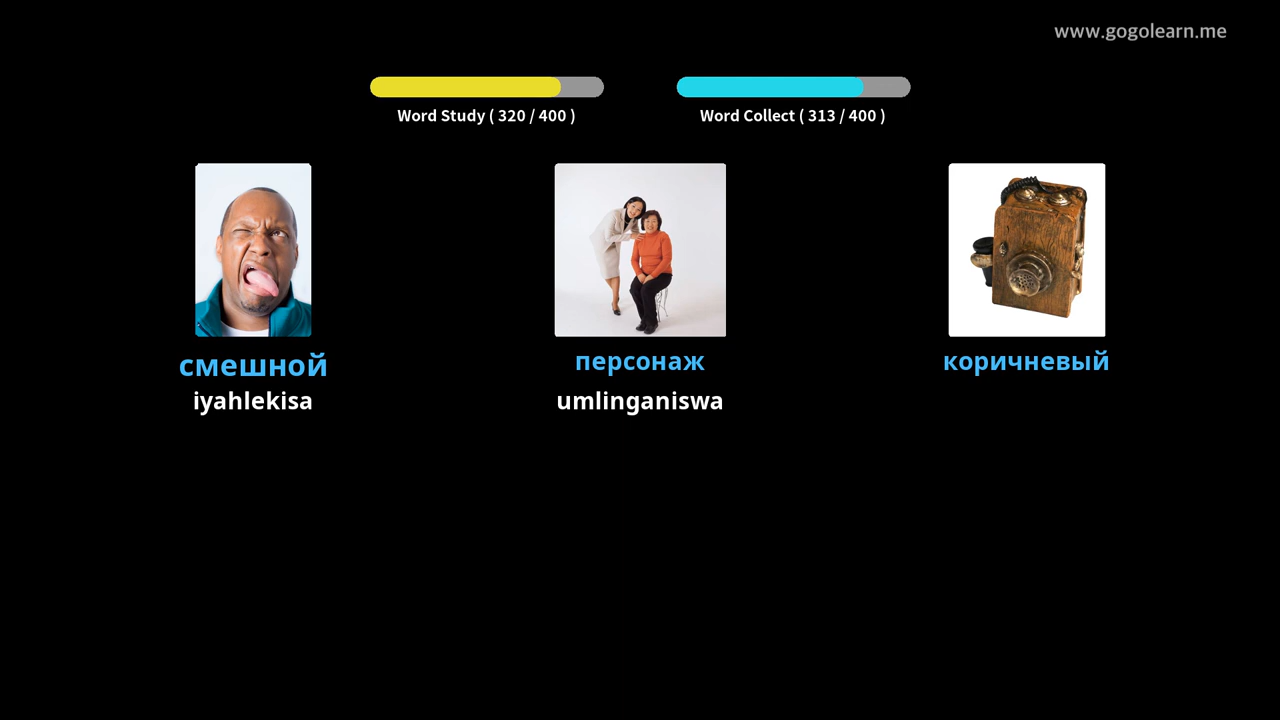 www.gogolearn.me
Word Study ( 320 / 400 )
Word Collect ( 313 / 400 )
смешной
персонаж
коричневый
iyahlekisa
umlinganiswa